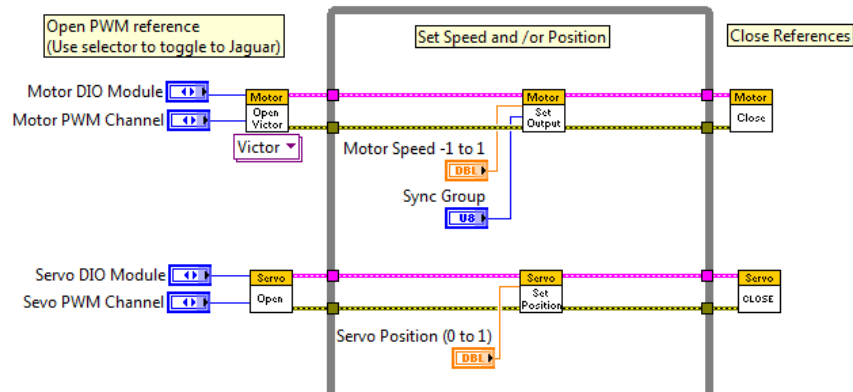 Open PWM reference
(Use selector to toggle to Jaguar)
Set Speed and /or Position
Close References
Motor DIO Module
Motor PWM Channel
Motor
Open
Victor
Victor
Motor
Set
Output
Motor
Close
Motor Speed -1 to 1
DBL
Sync Group
U8
Servo DIO Module
Sevo PWM Channel
Servo
Open
Servo
Set
Position
Servo
CLOSE
Servo Position (0 to 1)
DBL